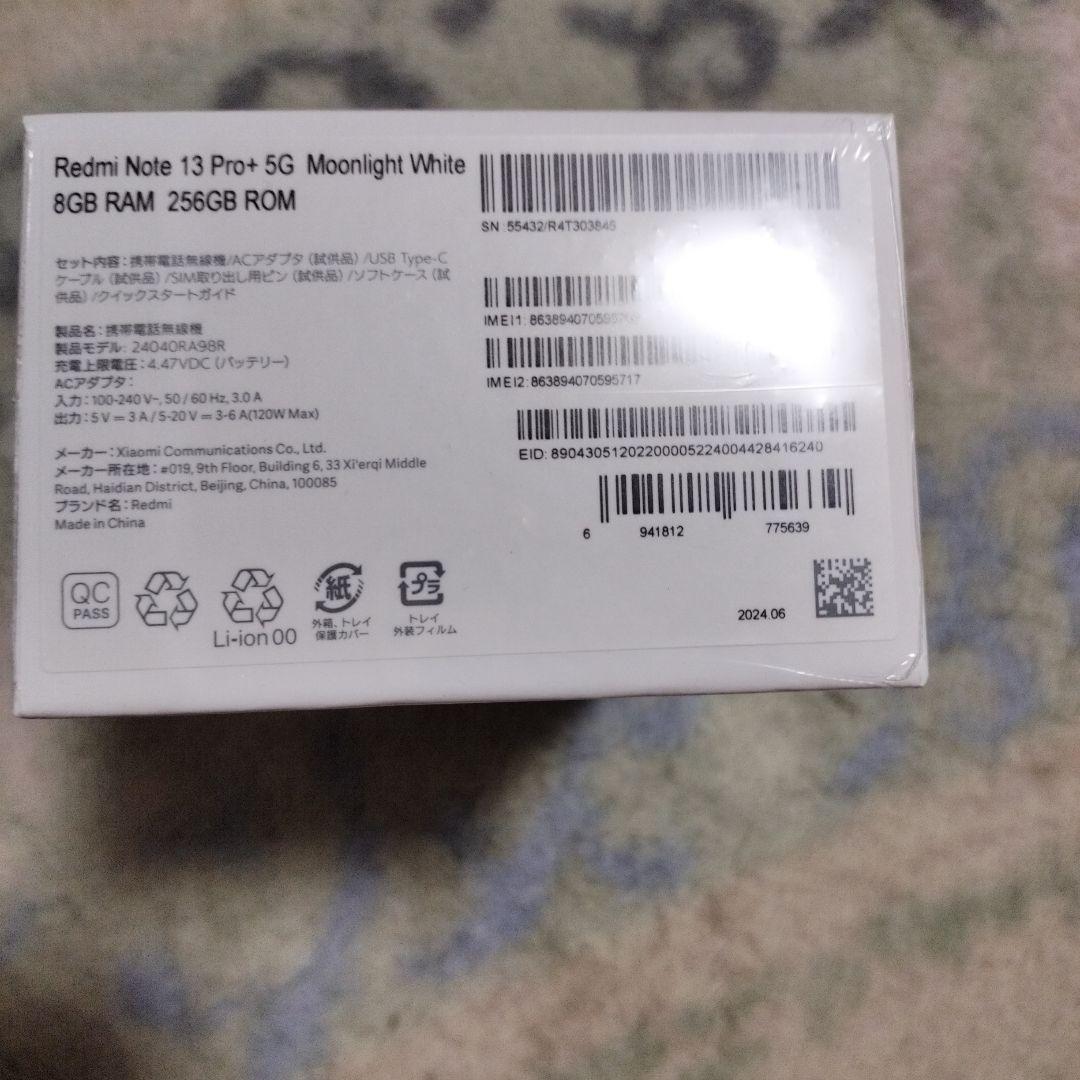 Redmi Note 13 Pro+ 5G Moonlight White
8GB RAM 256GB ROM
セット内容：携帯電話無線機/ACアダプタ（試供品）/USB Type-C
ケーブル（試供品）/SIM取り出し用ピン（試供品）/ソフトケース（試
供品）/クイックスタートガイド
製品名：携帯電話無線機
製品モデル: 24040RA98R
充電上限電圧：4.47VDC（バッテリー）
ACアダプタ：
入力：100-240 V~, 50 / 60 Hz, 3.0 A
出力：5 V ⎓ 3 A / 5-20 V ⎓ 3-6 A(120W Max)
メーカー：Xiaomi Communications Co., Ltd.
メーカー所在地：#019, 9th Floor, Building 6, 33 Xi'erqi Middle
Road, Haidian District, Beijing, China, 100085
ブランド名：Redmi
Made in China
QC
PASS
Li-ion 00
紙
外箱、トレイ
保護カバー
プラ
トレイ
外装フィルム
SN :55432/R4T303845
IMEI1:
IMEI2: 863894070595717
EID: 89043051202200005224004428416240
6 941812 775639
2024.06